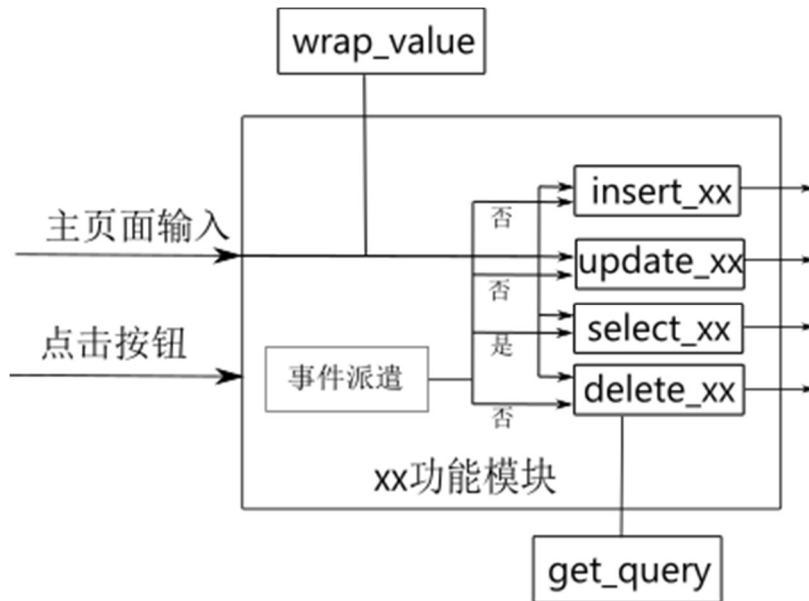 wrap_value
主页面输入
点击按钮
事件派遣
否
否
是
否
insert_xx
update_xx
select_xx
delete_xx
xx功能模块
get_query